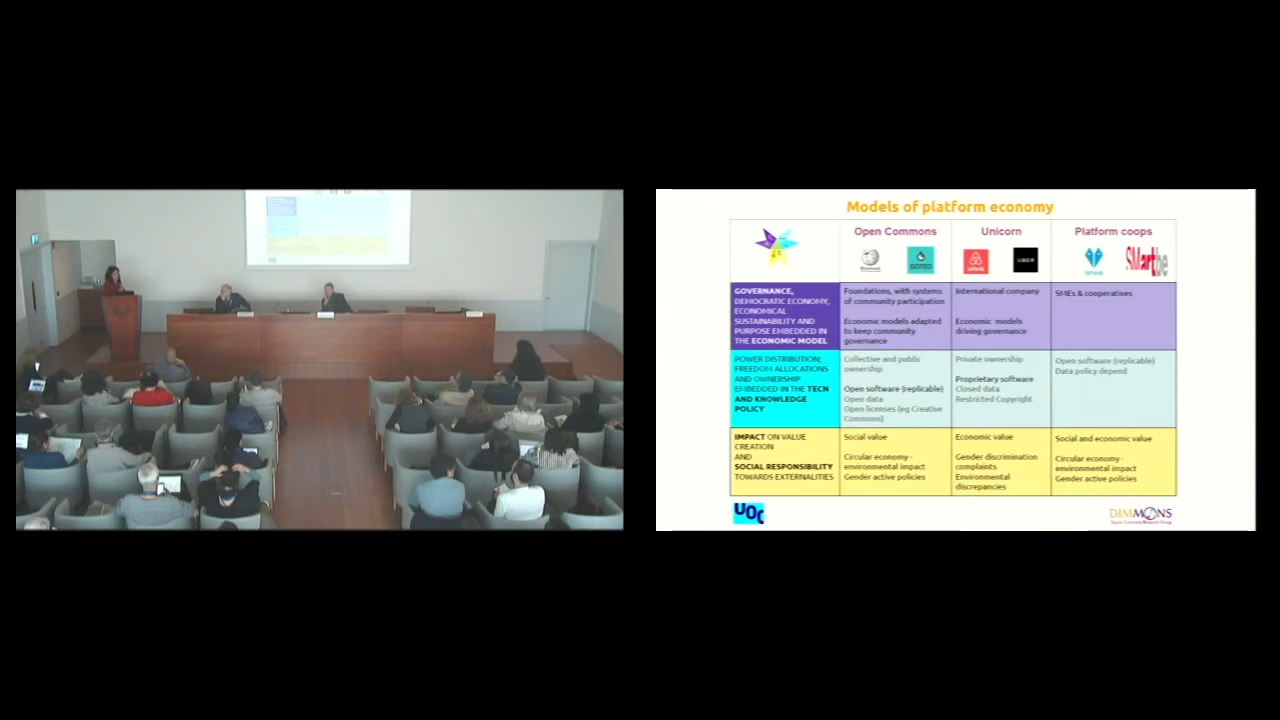 Models of platform economy
Open Commons
Unicorn
Platform coops
GOTEO
airbnb
UBER
SMartbe
GOVERNANCE,
DEMOCRATIC ECONOMY,
ECONOMICAL
SUSTAINABILITY AND
PURPOSE EMBEDDED IN
THE ECONOMIC MODEL
Foundations, with systems
of community participation
Economic models adapted
to keep community
governance
International company
Economic models
driving governance
SMEs & cooperatives
POWER DISTRIBUTION;
FREEDOM ALLOCATIONS
AND OWNERSHIP
EMBEDDED IN THE TECN
AND KNOWLEDGE
POLICY
Collective and public
ownership
Open software (replicable)
Open data
Open licenses (eg Creative
Commons)
Private ownership
Proprietary software
Closed data
Restricted Copyright
Open software (replicable)
Data policy depend
IMPACT ON VALUE
CREATION
AND
SOCIAL RESPONSIBILITY
TOWARDS EXTERNALITIES
Social value
Circular economy -
environmental impact
Gender active policies
Economic value
Gender discrimination
complaints
Environmental
discrepancies
Social and economic value
Circular economy -
environmental impact
Gender active policies
UOC
DIMMONS